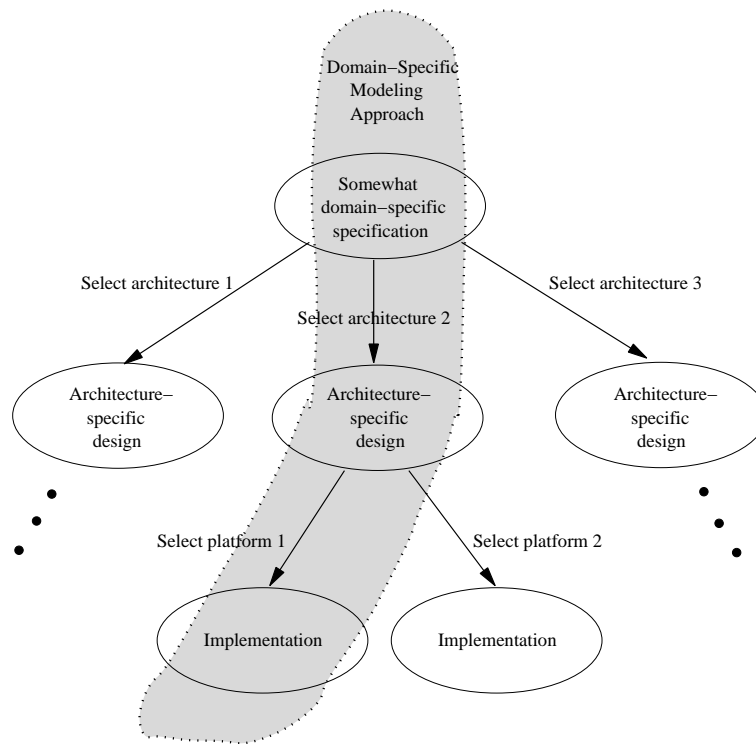 Domain−Specific
Modeling
Approach
Somewhat
domain−specific
specification
Select architecture 1
Select architecture 3
Select architecture 2
Architecture−
specific
design
Architecture−
specific
design
Architecture−
specific
design
Select platform 1
Select platform 2
Implementation
Implementation